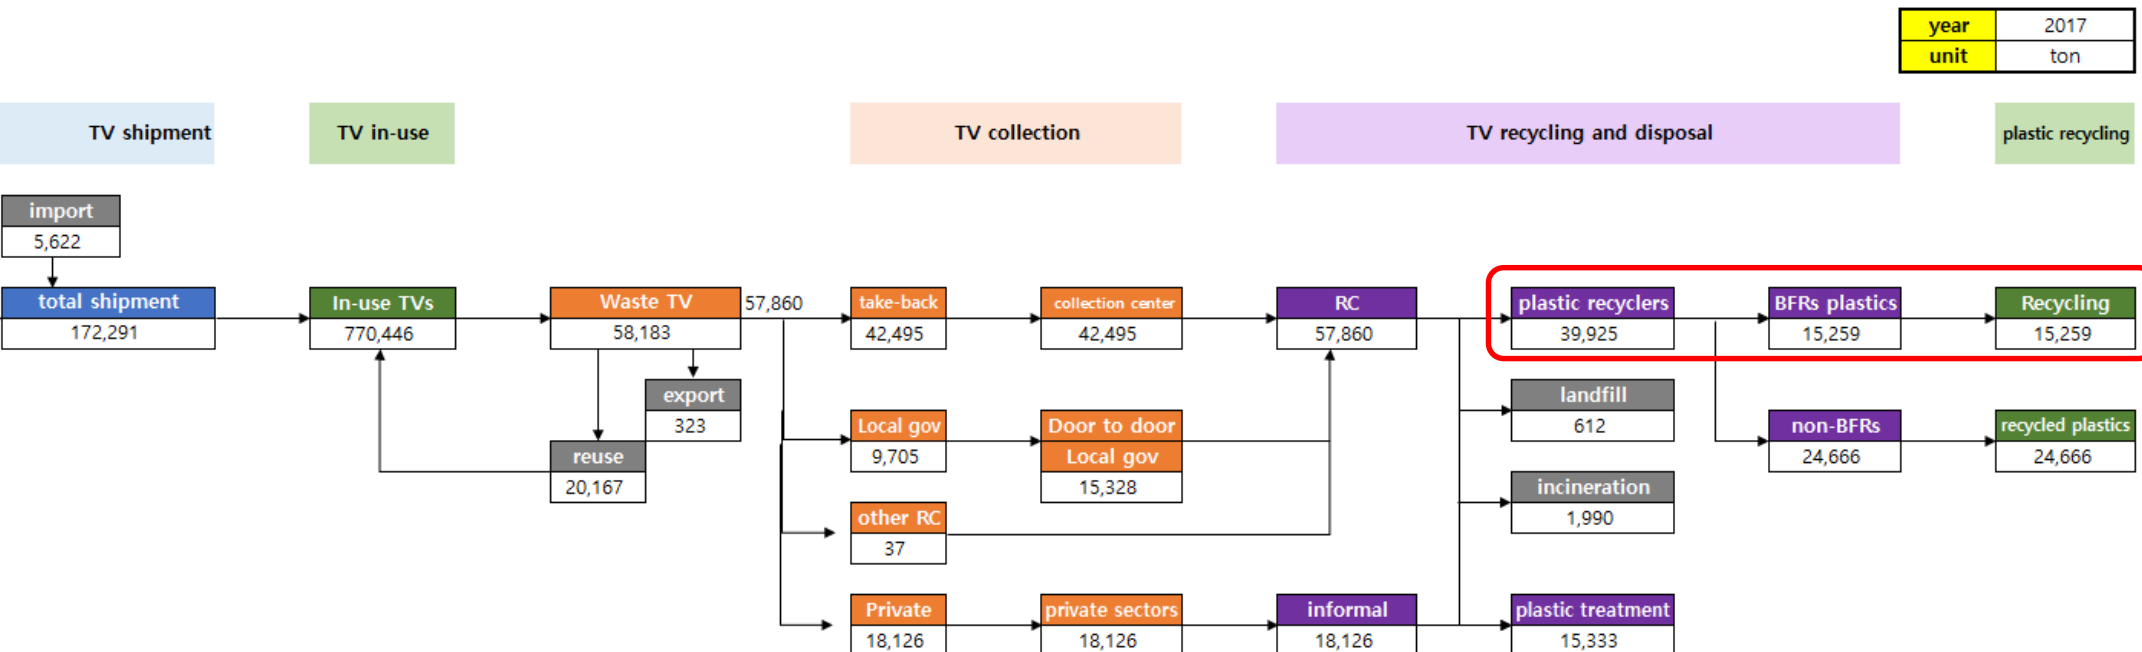 year 2017
unit ton
TV shipment TV in-use TV collection TV recycling and disposal plastic recycling
import
5,622
total shipment In-use TVs Waste TV 57,860 take-back collection center RC plastic recyclers BFRs plastics Recycling
172,291 770,446 58,183 42,495 42,495 57,860 39,925 15,259 15,259
export landfill
323 612
Local gov Door to door non-BFRs recycled plastics
9,705 Local gov 24,666 24,666
15,328
reuse incineration
20,167 1,990
other RC
37
Private private sectors informal plastic treatment
18,126 18,126 18,126 15,333